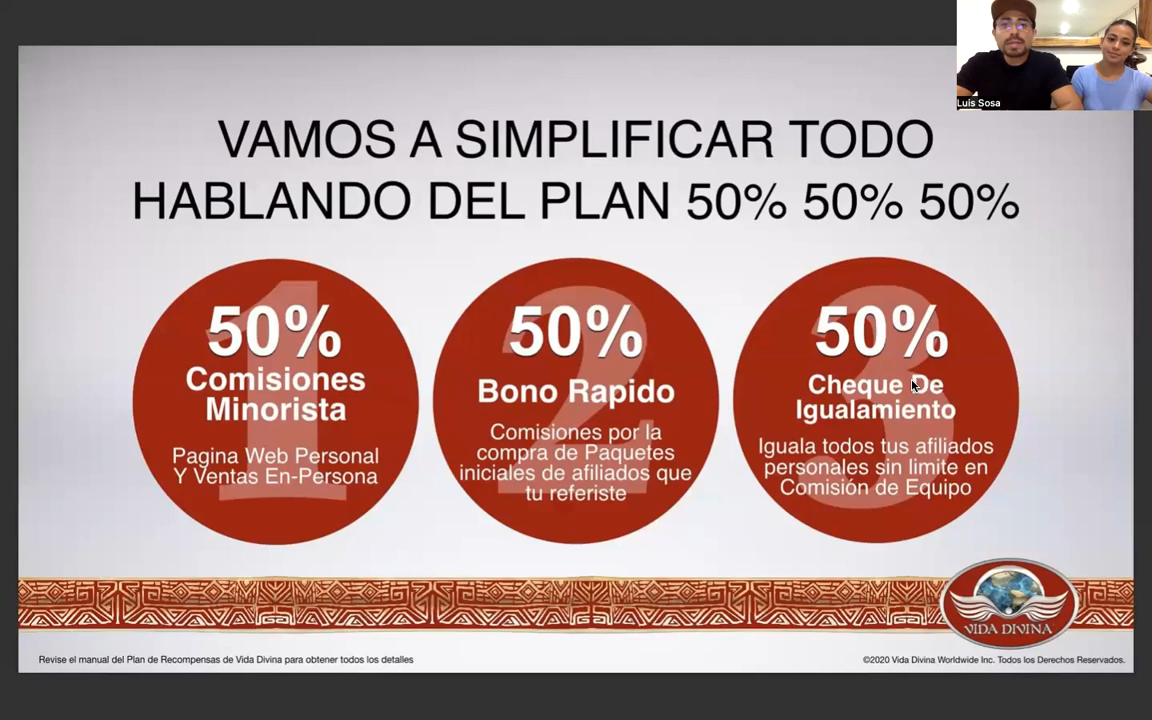 Luis Sosa
VAMOS A SIMPLIFICAR TODO
HABLANDO DEL PLAN 50% 50% 50%
1
50%
Comisiones
Minorista
Pagina Web Personal
Y Ventas En-Persona
2
50%
Bono Rapido
Comisiones por la
compra de Paquetes
iniciales de afiliados que
tu referiste
3
50%
Cheque De
Igualamiento
Iguala todos tus afiliados
personales sin limite en
Comisión de Equipo
VIDA DIVINA
Revise el manual del Plan de Recompensas de Vida Divina para obtener todos los detalles
©2020 Vida Divina Worldwide Inc. Todos los Derechos Reservados.